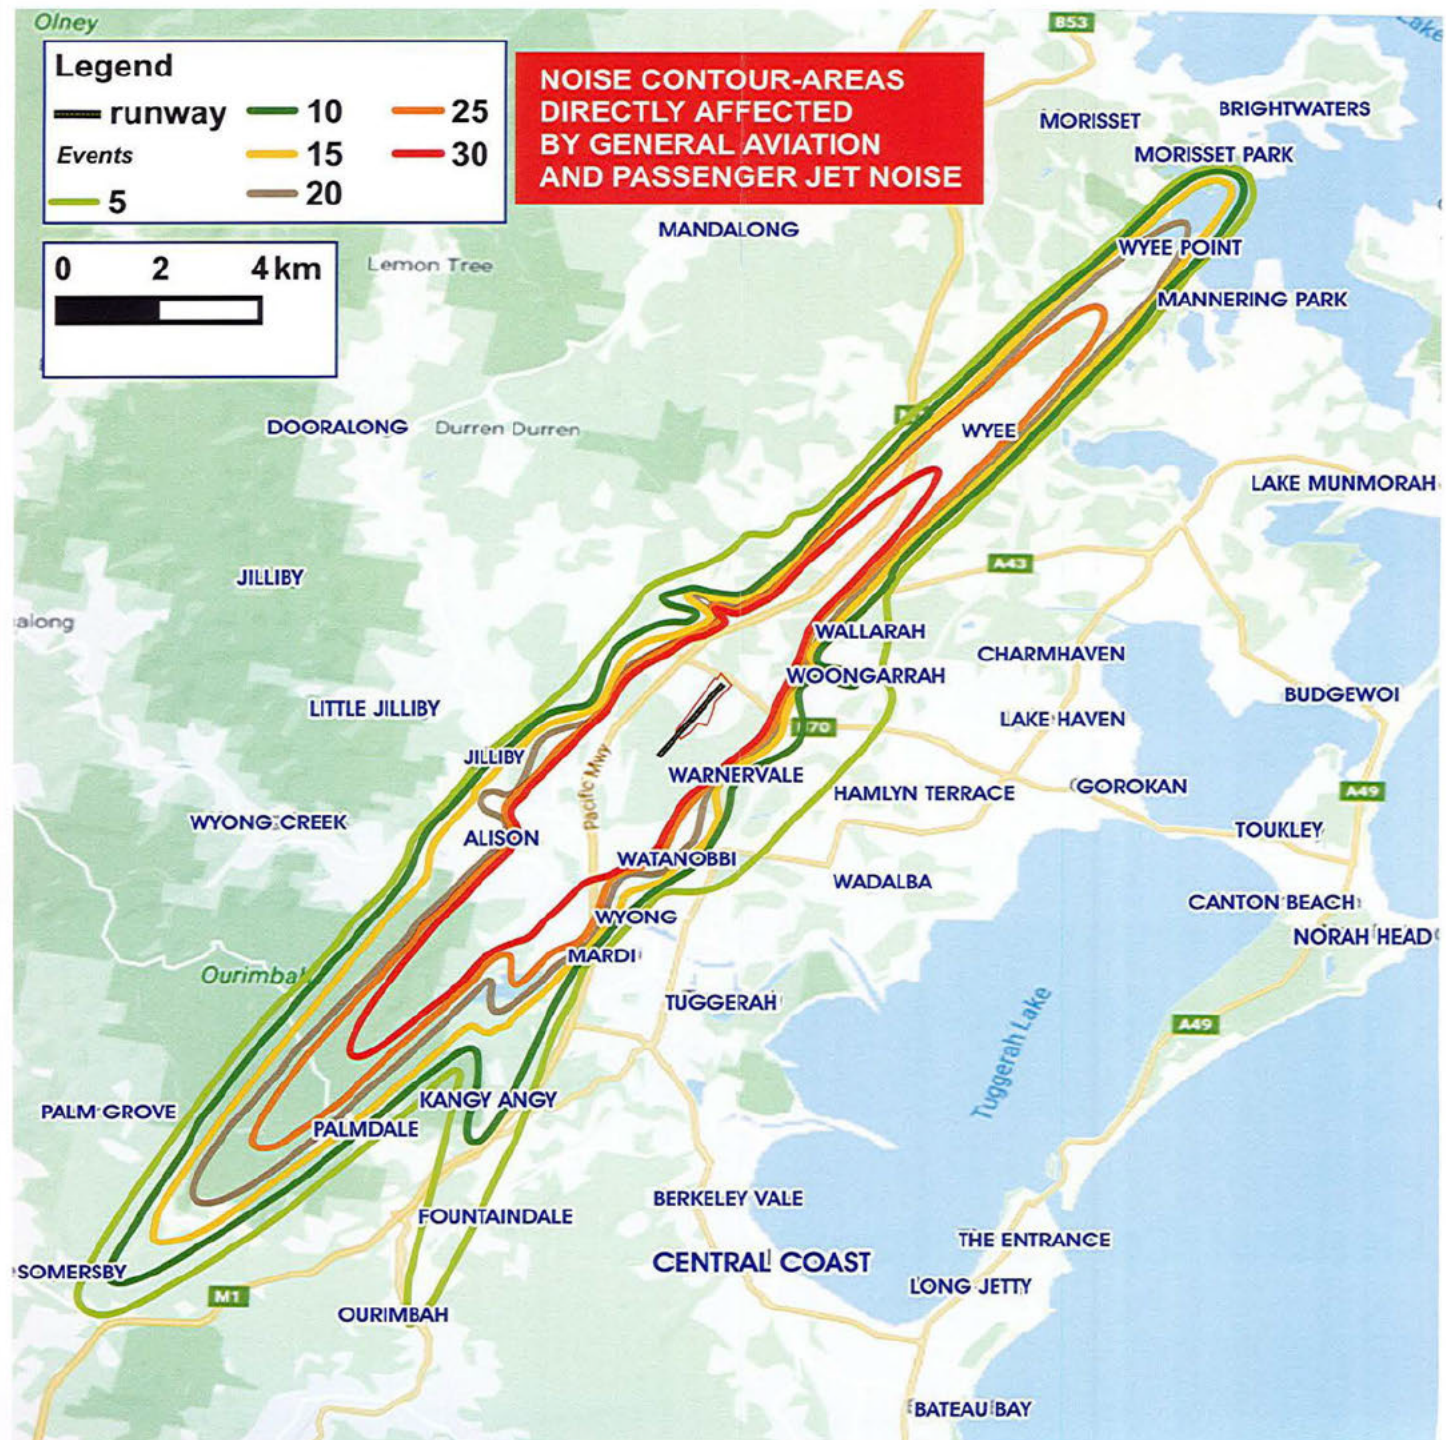 Olney
B53
Lake
Legend
runway
10
25
Events
15
30
5
20
NOISE CONTOUR-AREAS
DIRECTLY AFFECTED
BY GENERAL AVIATION
AND PASSENGER JET NOISE
0 2 4 km
MORISSET
BRIGHTWATERS
MORISSET PARK
MANDALONG
WYEE POINT
Lemon Tree
MANNERING PARK
DOORALONG
Durren Durren
WYEE
LAKE MUNMORAH
A43
JILLIBY
along
WALLARAH
CHARMHAVEN
WOONGARRAH
BUDGEWOI
LITTLE JILLIBY
LAKE HAVEN
70
JILLIBY
Pacific Mwy
WARNERVALE
GOROKAN
HAMLYN TERRACE
A49
WYONG CREEK
ALISON
TOUKLEY
WATANOBBI
WADALBA
CANTON BEACH
WYONG
NORAH HEAD
MARDI
Ourimba
TUGGERAH
A49
Tuggerah Lake
KANGY ANGY
PALM GROVE
PALMDALE
BERKELEY VALE
FOUNTAINDALE
THE ENTRANCE
CENTRAL COAST
SOMERSBY
LONG JETTY
M1
OURIMBAH
BATEAU BAY